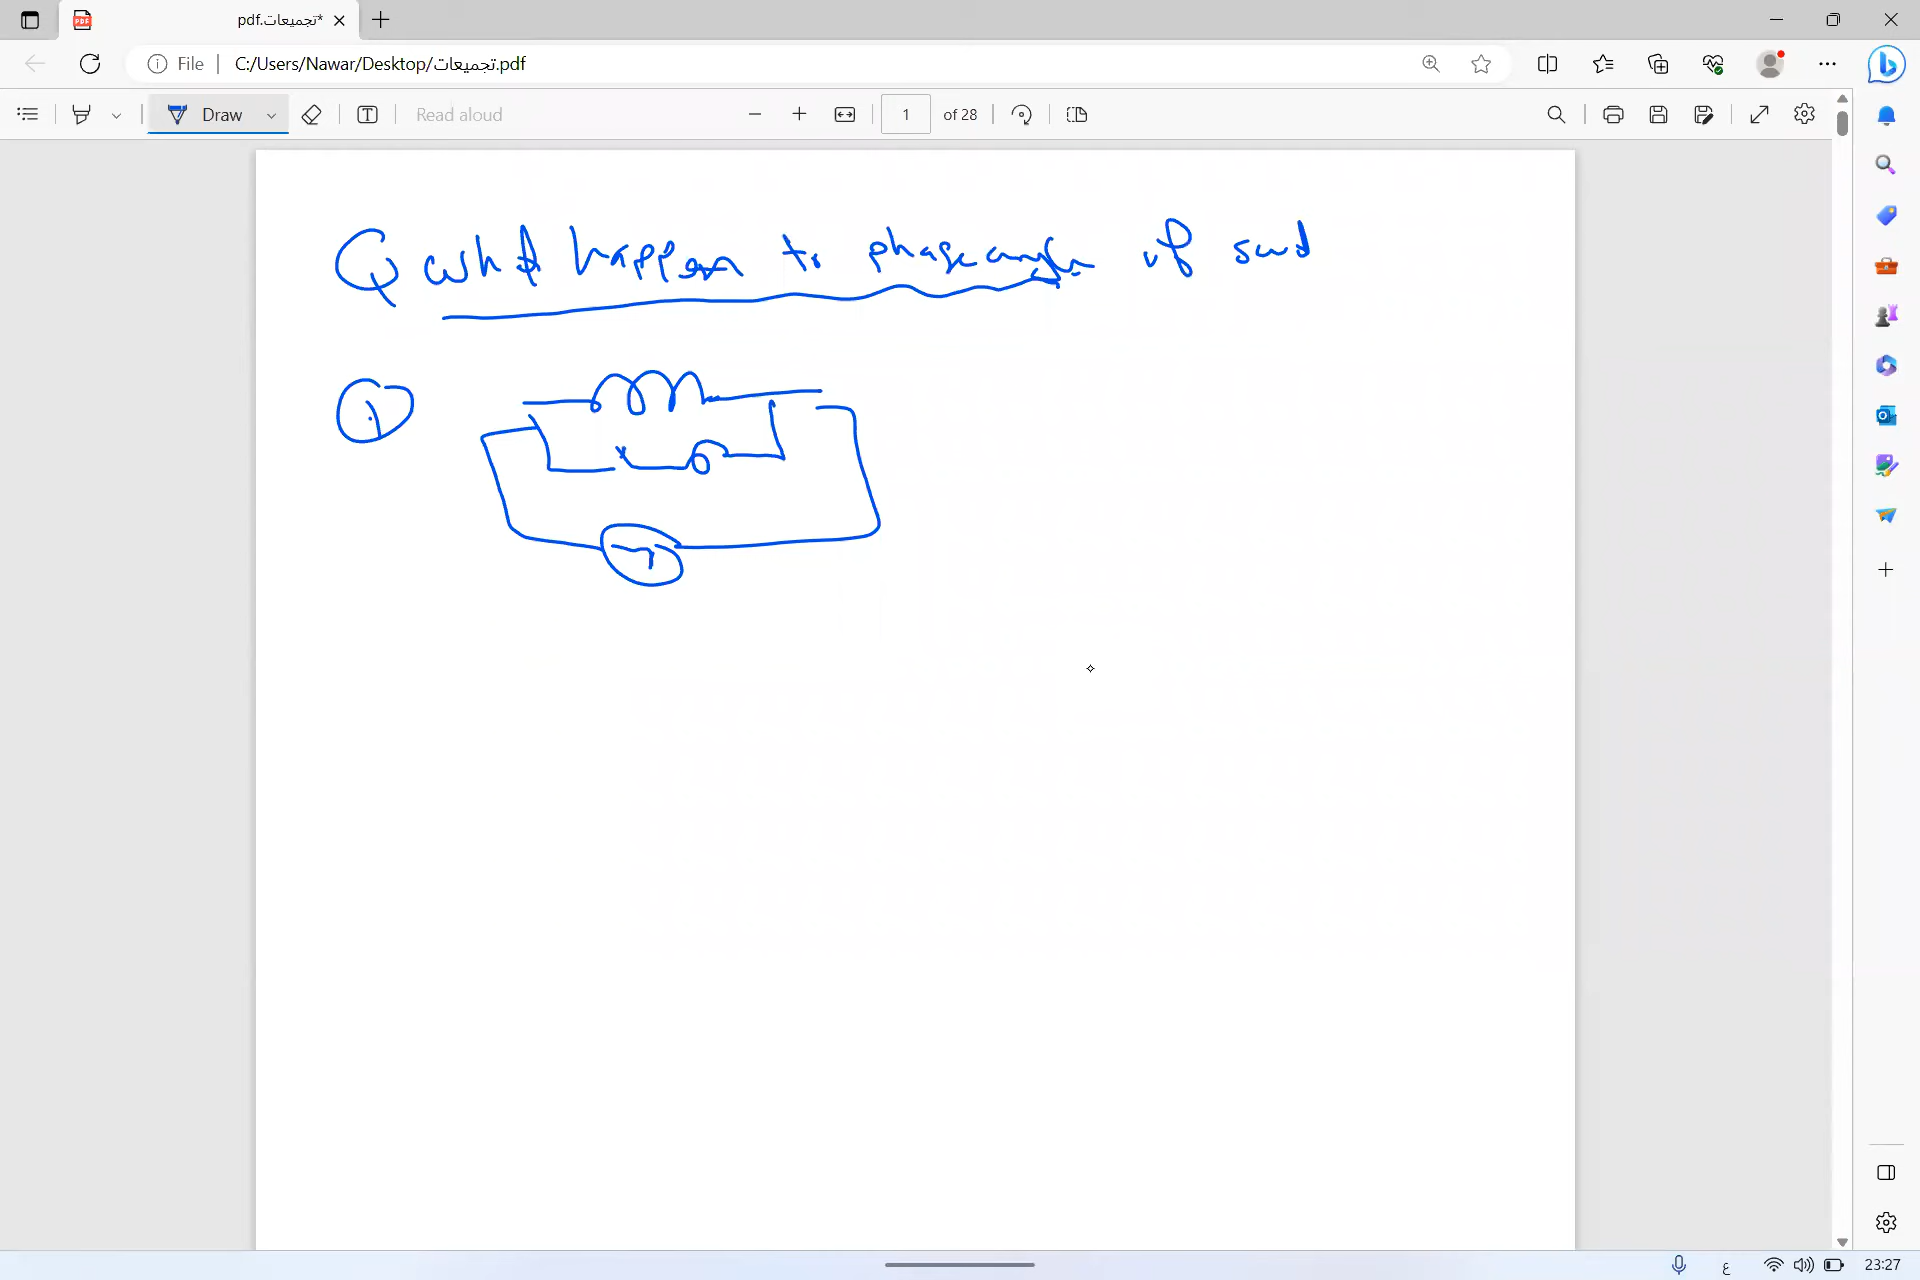 تجميعات.pdf*
File
C:/Users/Nawar/Desktop/تجميعات.pdf
Draw
Read aloud
1
of 28
Q what happen to phase angle of
1
ع
23:27